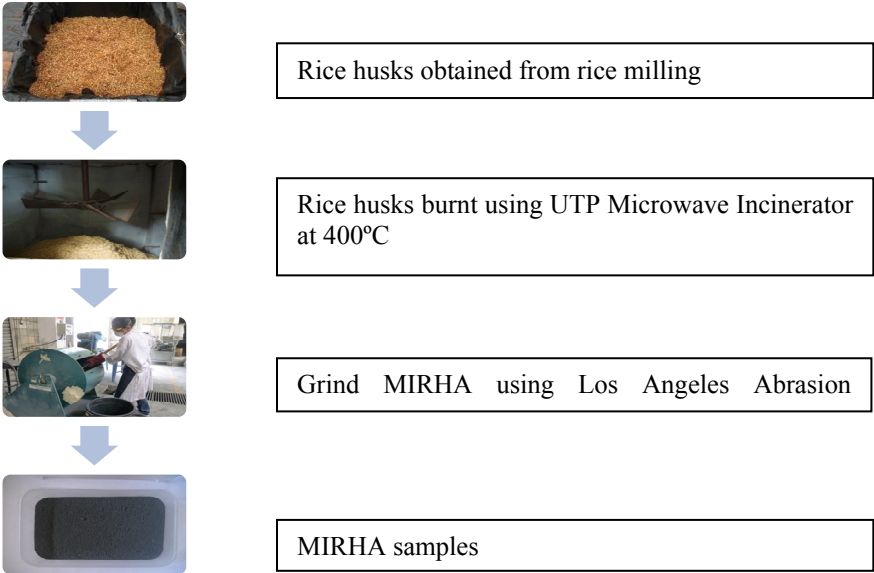 Rice husks obtained from rice milling
Rice husks burnt using UTP Microwave Incinerator
at 400ºC
Grind MIRHA using Los Angeles Abrasion
MIRHA samples